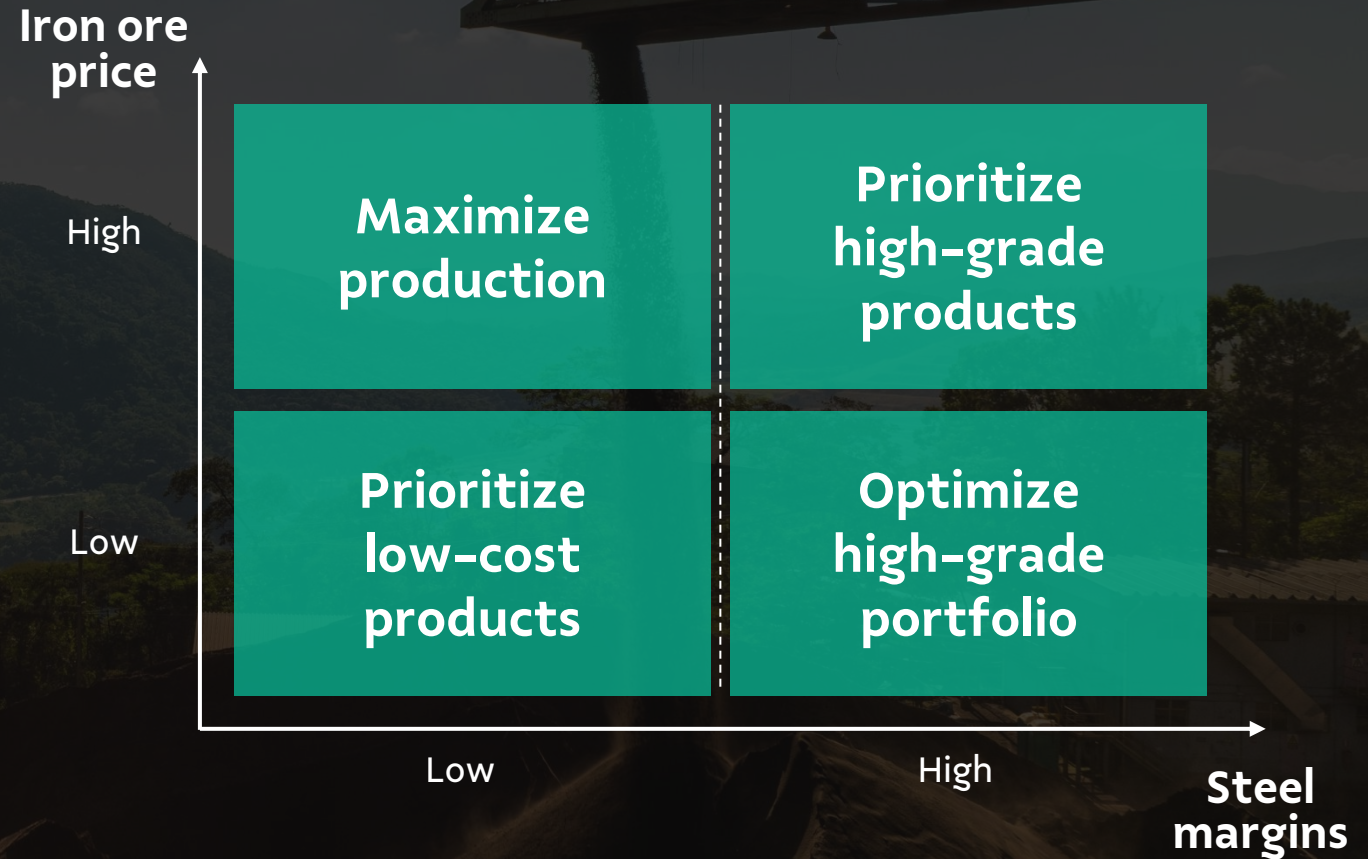 Iron ore
price
High
Maximize
production
Prioritize
high-grade
products
Low
Prioritize
low-cost
products
Optimize
high-grade
portfolio
Low
High
Steel
margins